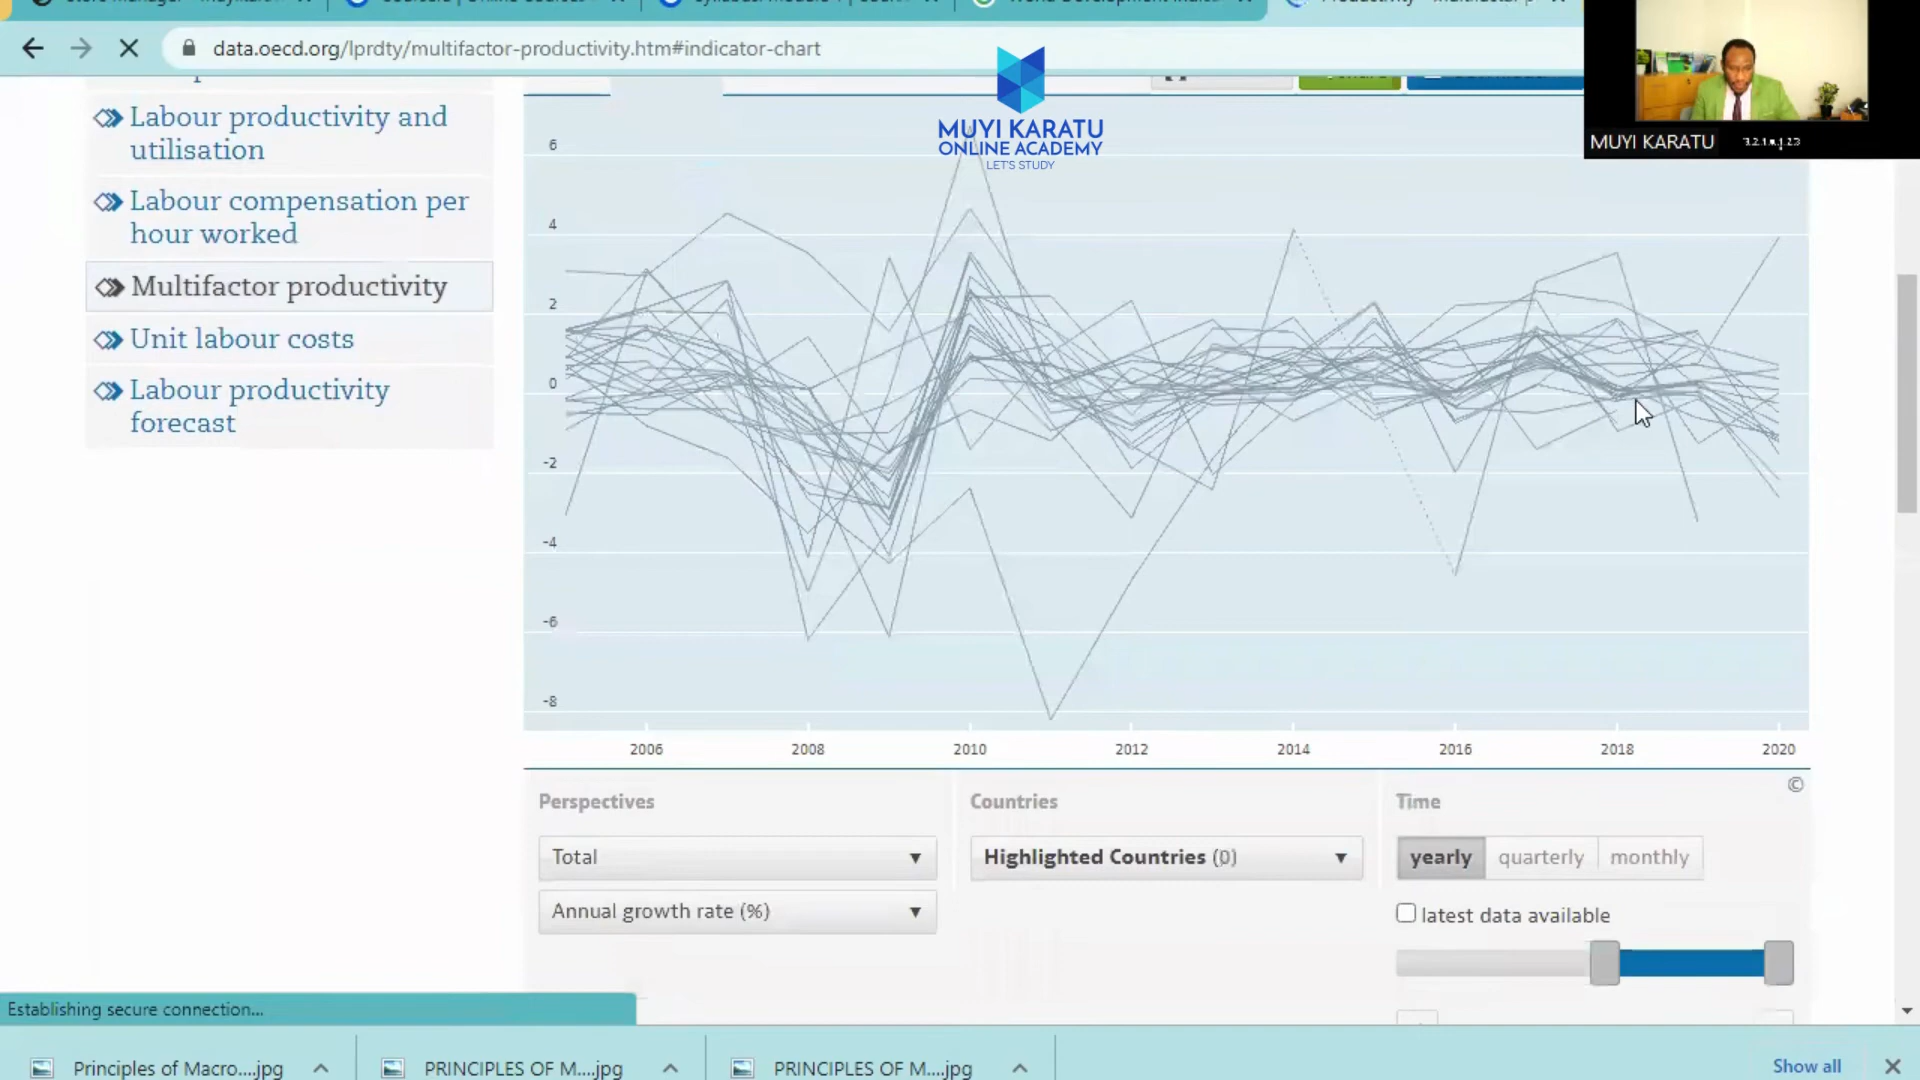 data.oecd.org/lprdty/multifactor-productivity.htm#indicator-chart
MUYI KARATU
ONLINE ACADEMY
LET'S STUDY
MUYI KARATU
Labour productivity and
utilisation
Labour compensation per
hour worked
Multifactor productivity
Unit labour costs
Labour productivity
forecast
6
4
2
0
-2
-4
-6
-8
2006 2008 2010 2012 2014 2016 2018 2020
©
Perspectives Countries Time
Total ▼ Highlighted Countries (0) ▼ yearly quarterly monthly
Annual growth rate (%) ▼ latest data available
Establishing secure connection...
Principles of Macro....jpg PRINCIPLES OF M....jpg PRINCIPLES OF M....jpg Show all